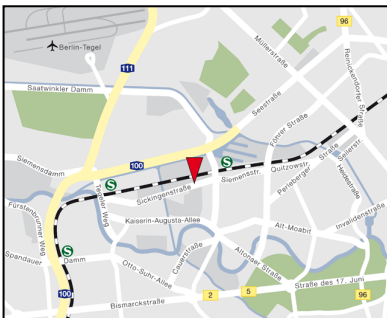 96
Berlin-Tegel
Müllerstraße
Reinickendorfer Straße
111
Saatwinkler Damm
Seestraße
Föhrer Straße
Siemensdamm
100
S
Quitzowstr.
Siemensstr.
Perleberger Straße
Seilerstr.
Heidestraße
S
Sickingenstraße
Tegeler Weg
Fürstenbrunner Weg
Kaiserin-Augusta-Allee
Alt-Moabit
Invalidenstraße
S
Spandauer Damm
Otto-Suhr-Allee
Cauerstraße
Altonaer Straße
Straße des 17. Juni
100
2
5
96
Bismarckstraße